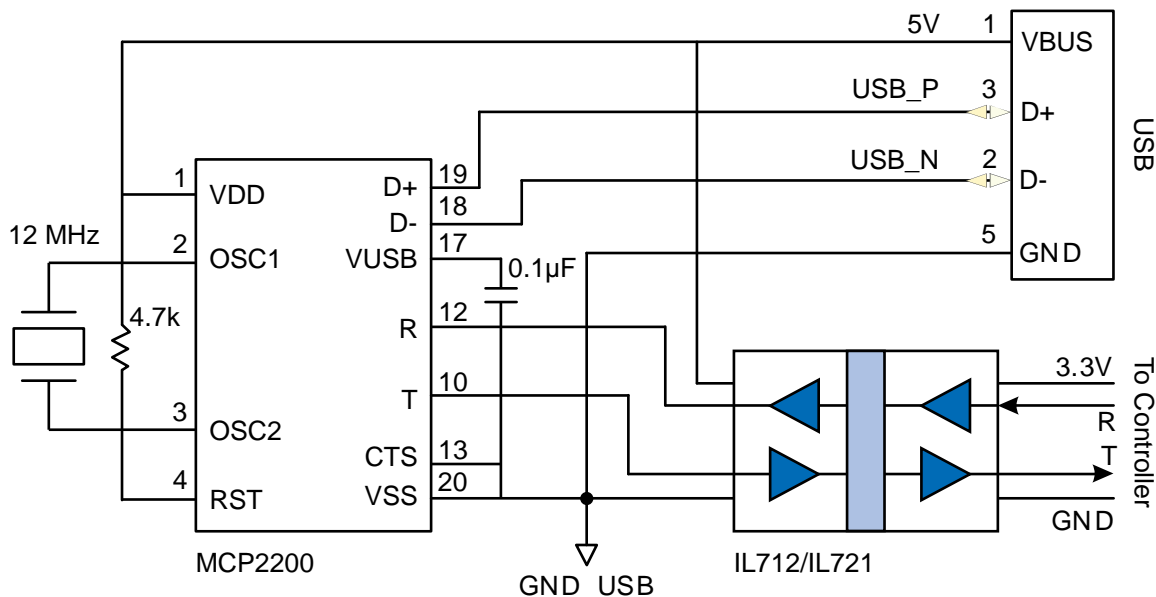 5V 1 VBUS
USB_P 3 D+
USB_N 2 D-
5 GND
USB
1 VDD
12 MHz 2 OSC1
4.7k
3 OSC2
4 RST
D+ 19
D- 18
VUSB 17
0.1µF
R 12
T 10
CTS 13
VSS 20
MCP2200
GND USB
3.3V
R
T
GND
To Controller
IL712/IL721